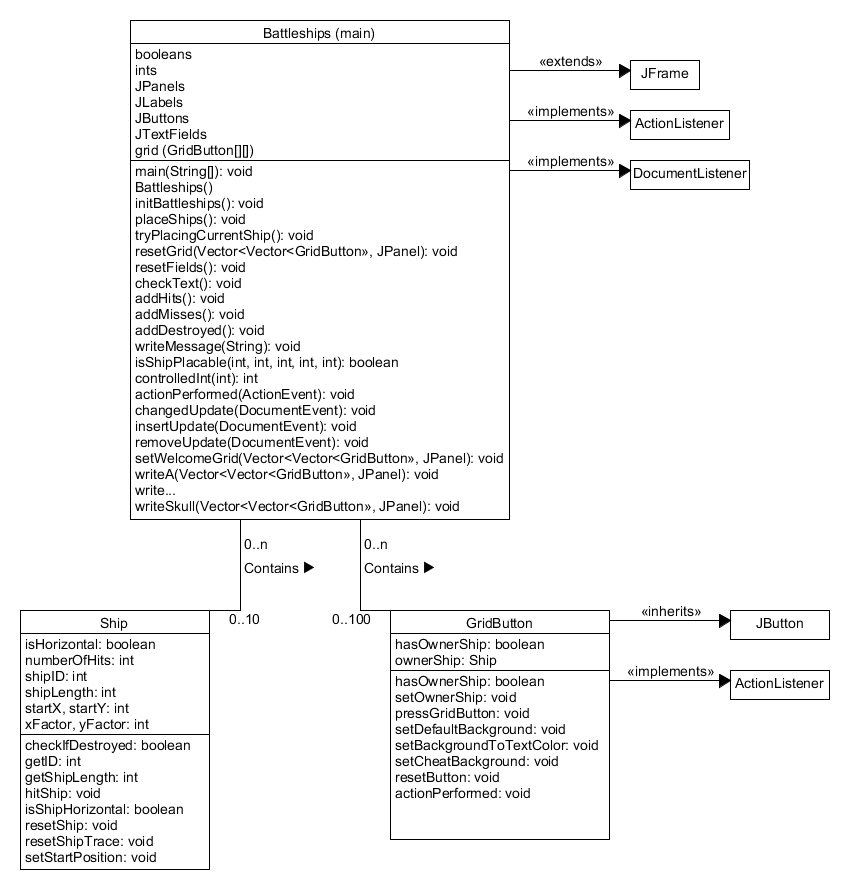 Battleships (main)
booleans
ints
JPanels
JLabels
JButtons
JTextFields
grid (GridButton[][])
main(String[]): void
Battleships()
initBattleships(): void
placeShips(): void
tryPlacingCurrentShip(): void
resetGrid(Vector<Vector<GridButton», JPanel): void
resetFields(): void
checkText(): void
addHits(): void
addMisses(): void
addDestroyed(): void
writeMessage(String): void
isShipPlacable(int, int, int, int, int): boolean
controlledInt(int): int
actionPerformed(ActionEvent): void
changedUpdate(DocumentEvent): void
insertUpdate(DocumentEvent): void
removeUpdate(DocumentEvent): void
setWelcomeGrid(Vector<Vector<GridButton», JPanel): void
writeA(Vector<Vector<GridButton», JPanel): void
write...
writeSkull(Vector<Vector<GridButton», JPanel): void
«extends»
JFrame
«implements»
ActionListener
«implements»
DocumentListener
0..n
Contains ▶
0..10
0..n
Contains ▶
0..100
Ship
isHorizontal: boolean
numberOfHits: int
shipID: int
shipLength: int
startX, startY: int
xFactor, yFactor: int
checkIfDestroyed: boolean
getID: int
getShipLength: int
hitShip: void
isShipHorizontal: boolean
resetShip: void
resetShipTrace: void
setStartPosition: void
GridButton
hasOwnerShip: boolean
ownerShip: Ship
hasOwnerShip: boolean
setOwnerShip: void
pressGridButton: void
setDefaultBackground: void
setBackgroundToTextColor: void
setCheatBackground: void
resetButton: void
actionPerformed: void
«inherits»
JButton
«implements»
ActionListener